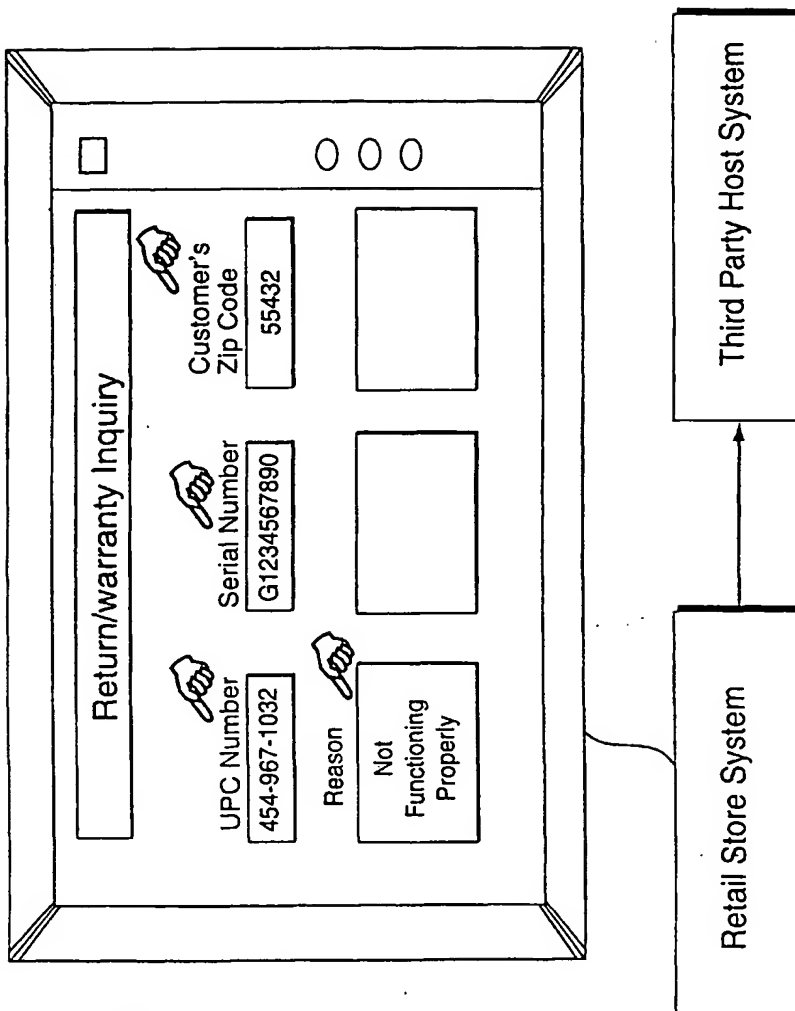 Return/warranty Inquiry
UPC Number
454-967-1032
Serial Number
G1234567890
Customer's
Zip Code
55432
Reason
Not
Functioning
Properly
Retail Store System
Third Party Host System